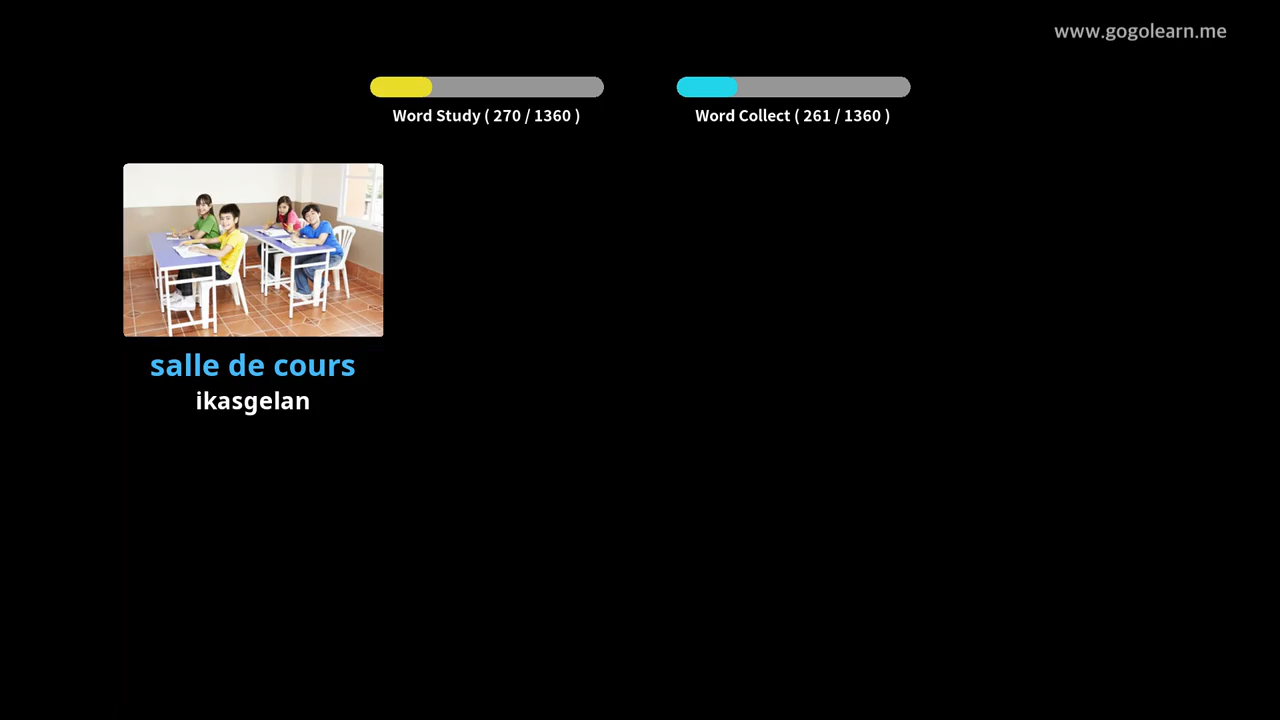 www.gogolearn.me
Word Study ( 270 / 1360 )
Word Collect ( 261 / 1360 )
salle de cours
ikasgelan